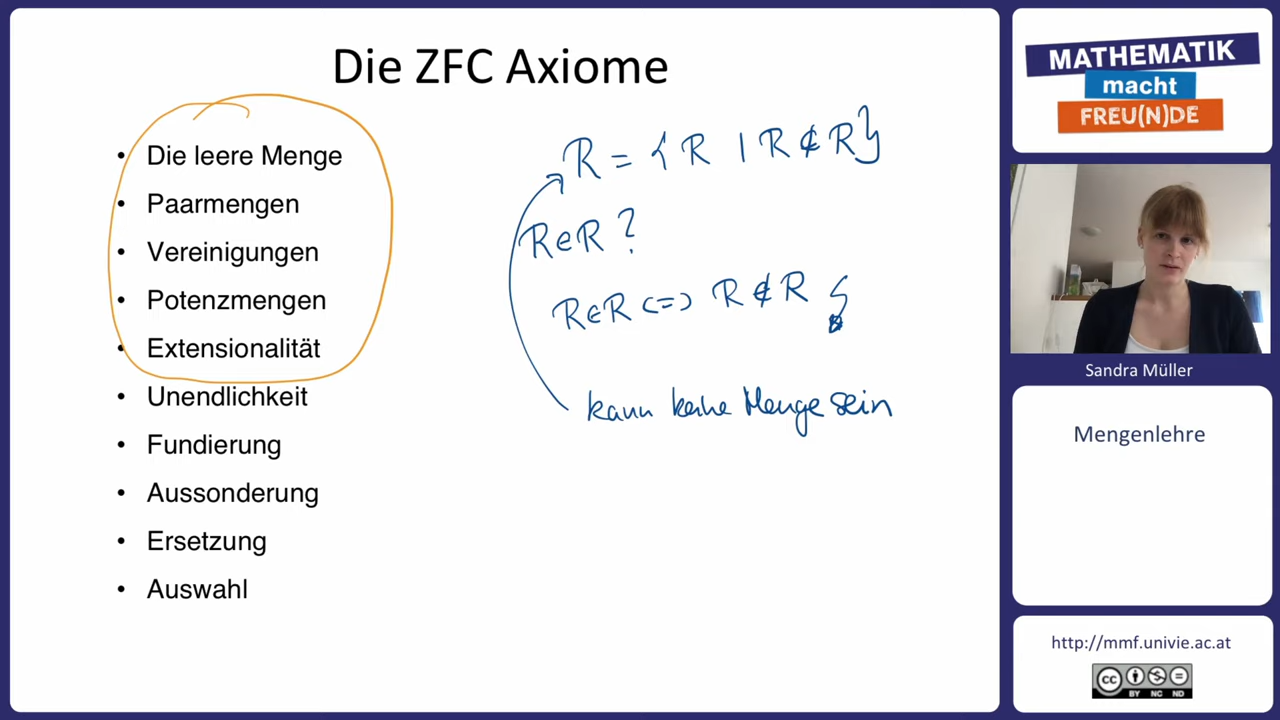 Die ZFC Axiome
• Die leere Menge
• Paarmengen
• Vereinigungen
• Potenzmengen
• Extensionalität
• Unendlichkeit
• Fundierung
• Aussonderung
• Ersetzung
• Auswahl
R = { R | R ∉ R }
R ∈ R ?
R ∈ R <=> R ∉ R ↯
kann keine Menge sein
MATHEMATIK
macht
FREU(N)DE
Sandra Müller
Mengenlehre
http://mmf.univie.ac.at
cc
BY NC ND